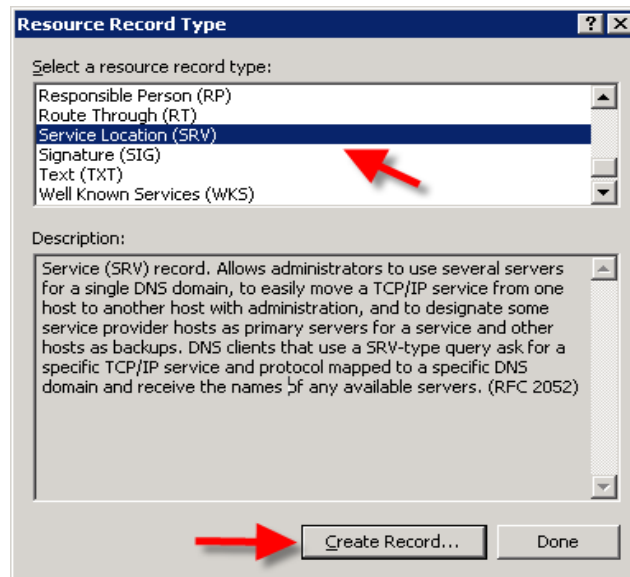 Resource Record Type
Select a resource record type:
Responsible Person (RP)
Route Through (RT)
Service Location (SRV)
Signature (SIG)
Text (TXT)
Well Known Services (WKS)
Description:
Service (SRV) record. Allows administrators to use several servers
for a single DNS domain, to easily move a TCP/IP service from one
host to another host with administration, and to designate some
service provider hosts as primary servers for a service and other
hosts as backups. DNS clients that use a SRV-type query ask for a
specific TCP/IP service and protocol mapped to a specific DNS
domain and receive the names of any available servers. (RFC 2052)
Create Record...
Done